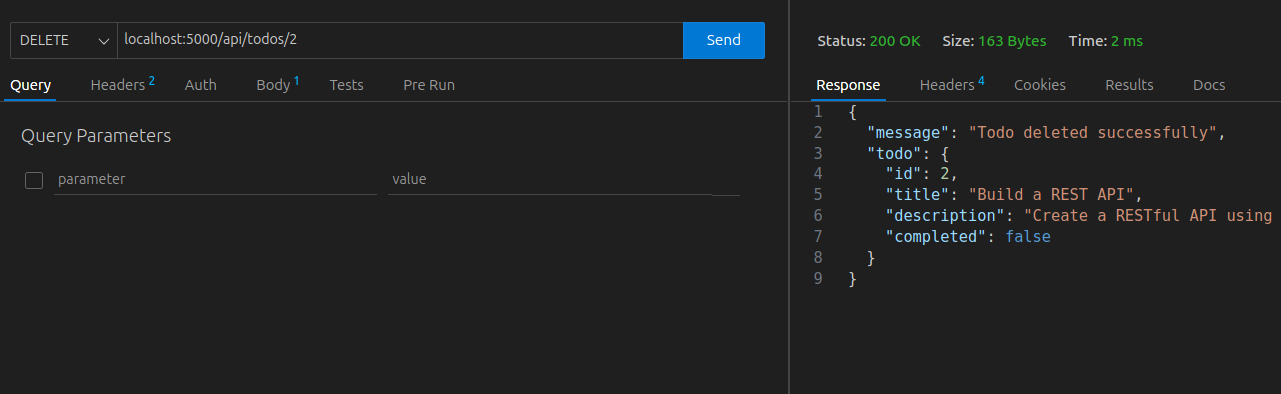 DELETE localhost:5000/api/todos/2 Send
Query Headers 2 Auth Body 1 Tests Pre Run
Query Parameters
parameter value
Status: 200 OK Size: 163 Bytes Time: 2 ms
Response Headers 4 Cookies Results Docs
1 {
2 "message": "Todo deleted successfully",
3 "todo": {
4 "id": 2,
5 "title": "Build a REST API",
6 "description": "Create a RESTful API using
7 "completed": false
8 }
9 }